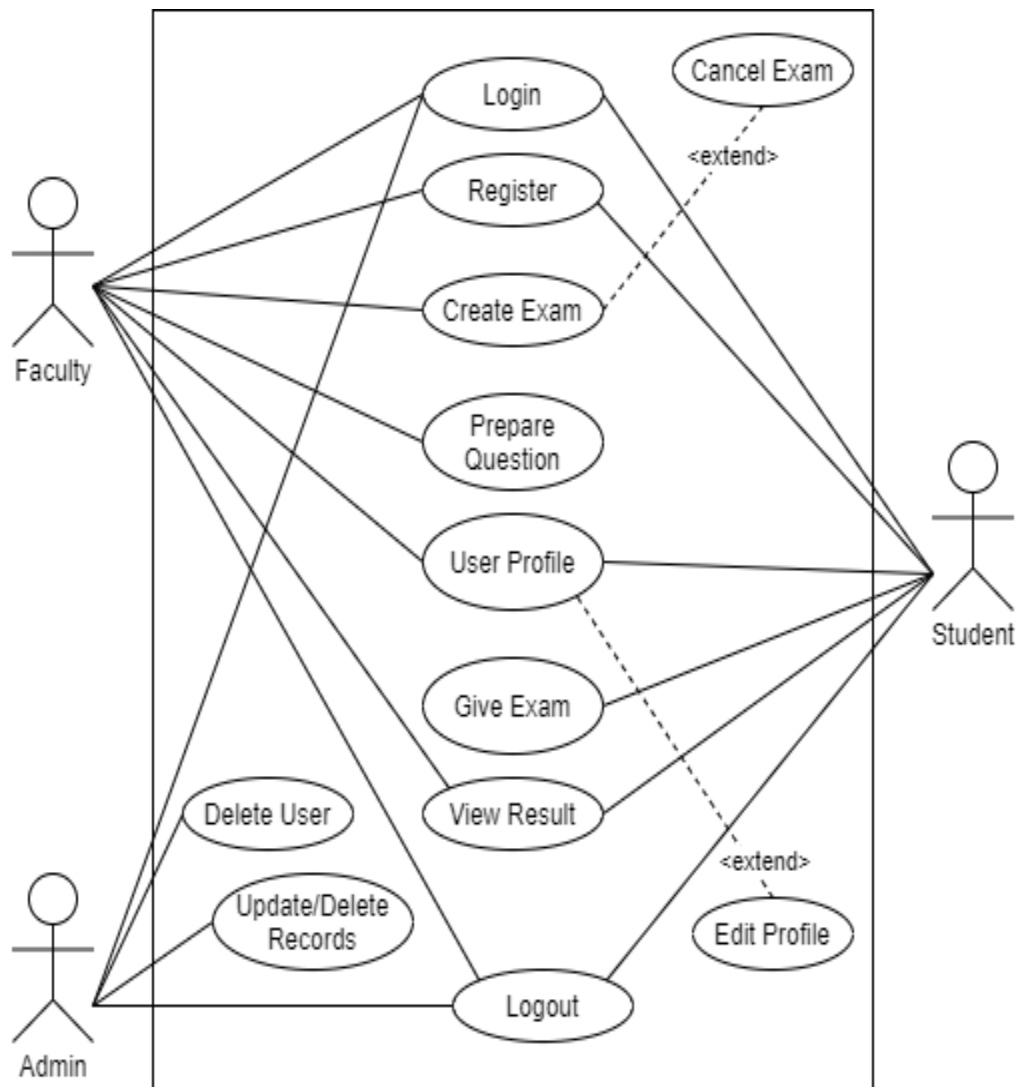 Cancel Exam
Login
<extend>
Register
Create Exam
Faculty
Prepare
Question
User Profile
Student
Give Exam
Delete User
View Result
<extend>
Update/Delete
Records
Edit Profile
Logout
Admin